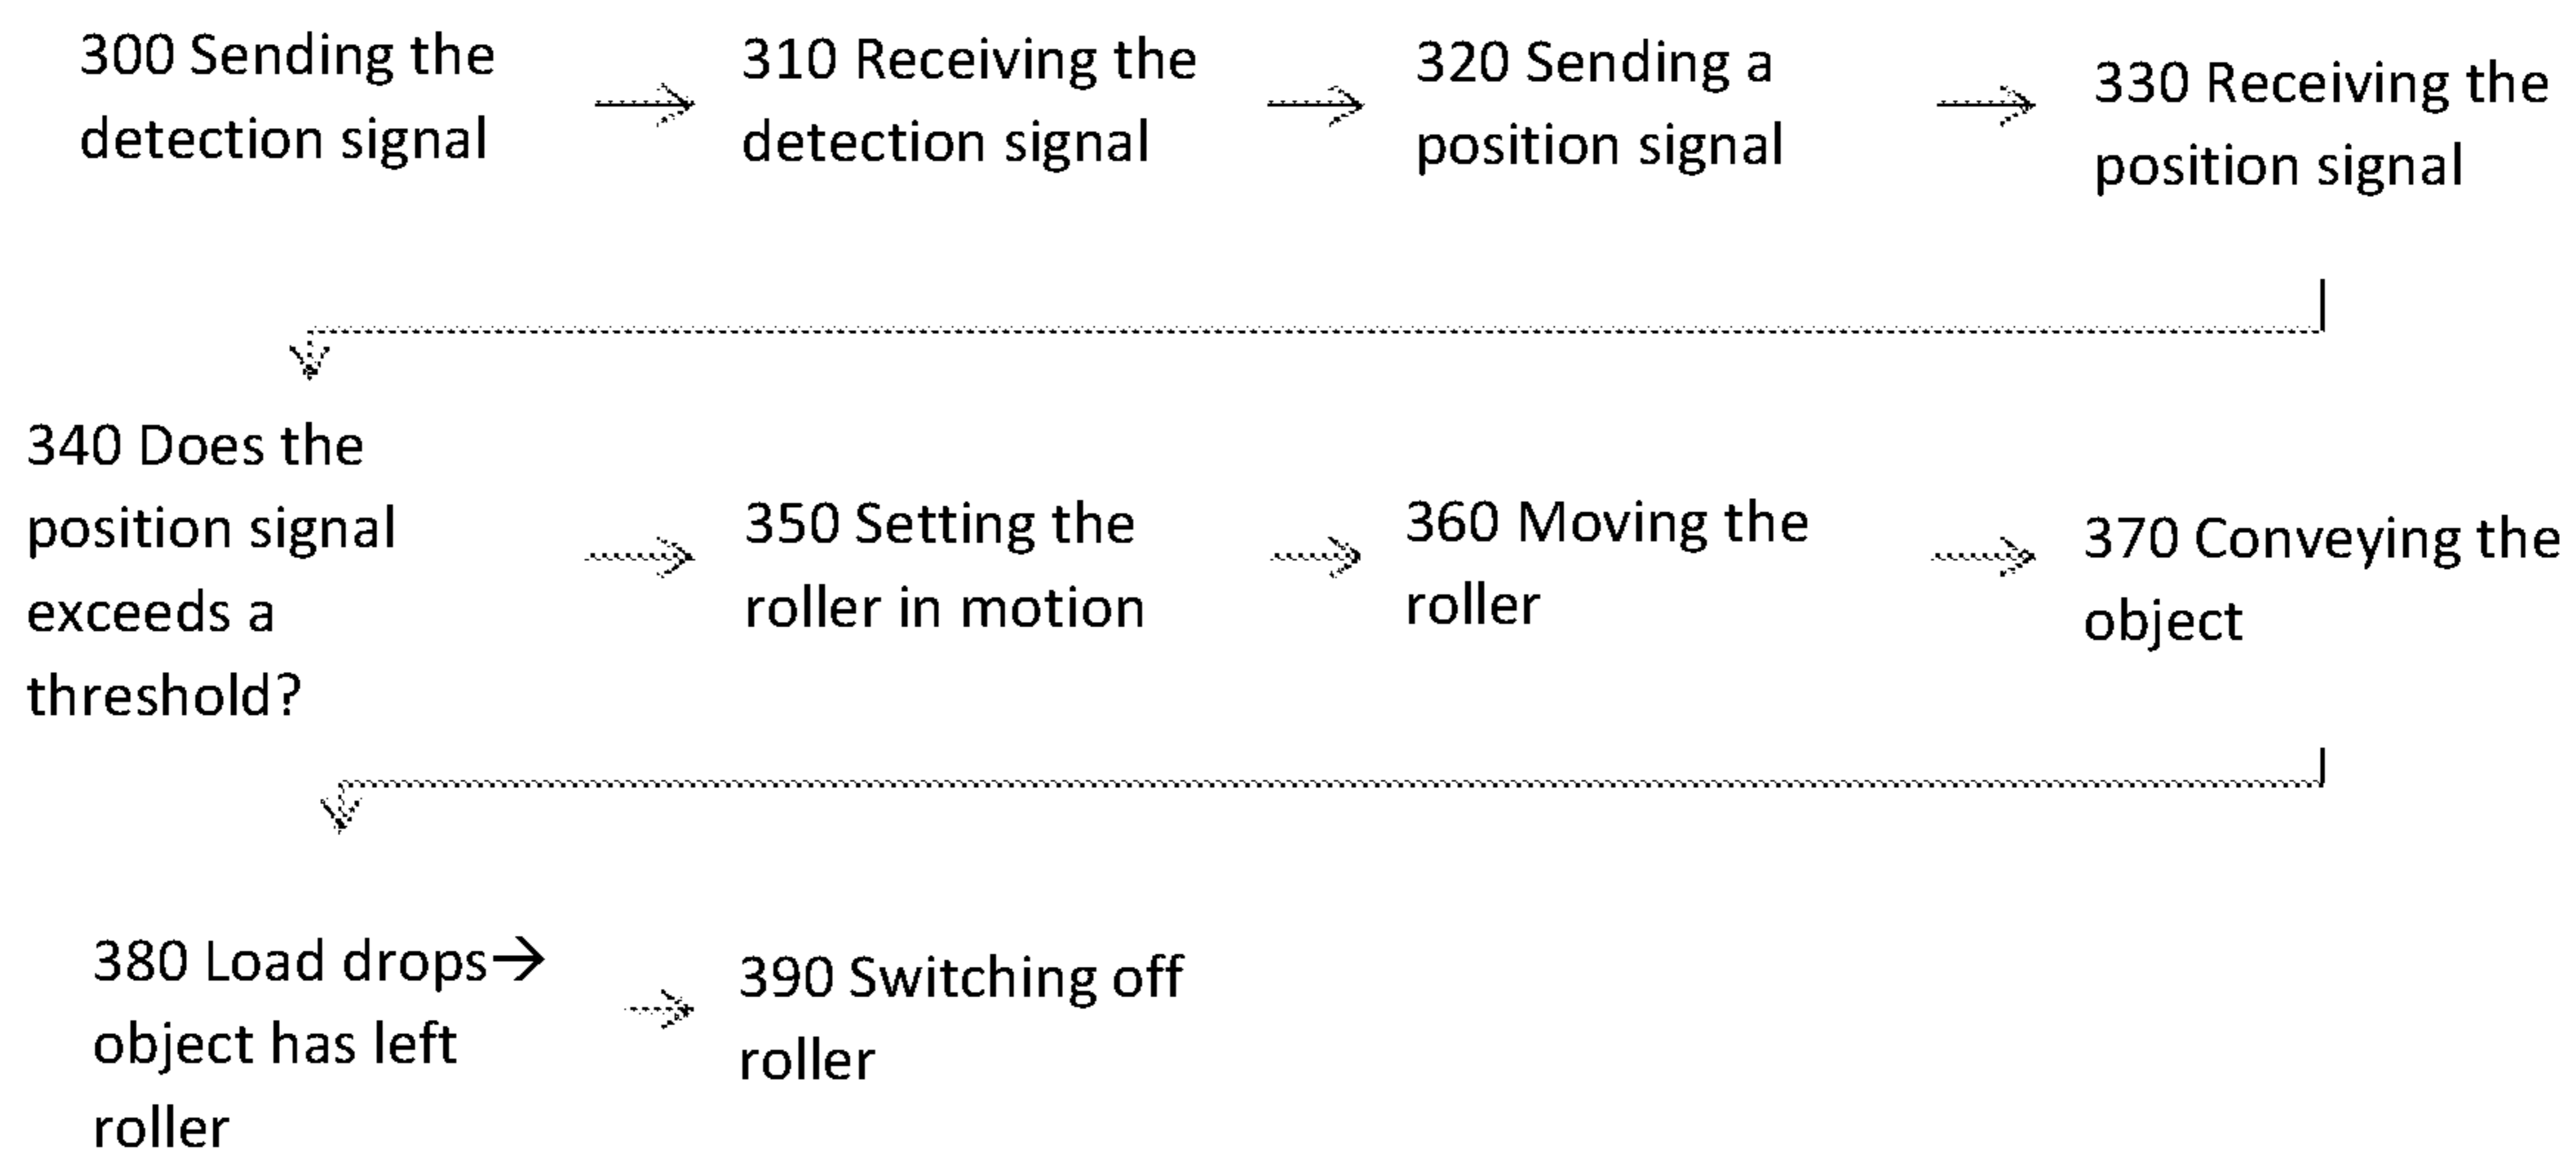 300 Sending the
detection signal
310 Receiving the
detection signal
320 Sending a
position signal
330 Receiving the
position signal
340 Does the
position signal
exceeds a
threshold?
350 Setting the
roller in motion
360 Moving the
roller
370 Conveying the
object
380 Load drops→
object has left
roller
390 Switching off
roller